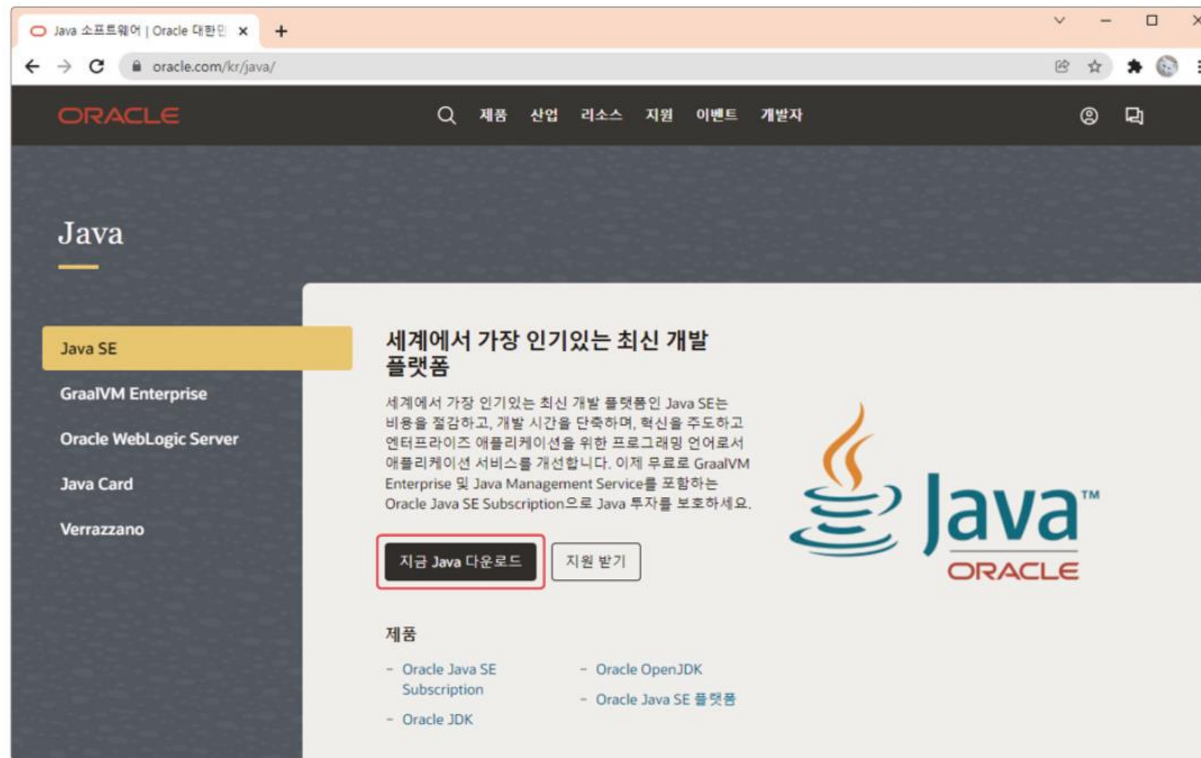 Java 소프트웨어 | Oracle 대한민
oracle.com/kr/java/
ORACLE
제품 산업 리소스 지원 이벤트 개발자
Java
Java SE
GraalVM Enterprise
Oracle WebLogic Server
Java Card
Verrazzano
세계에서 가장 인기있는 최신 개발
플랫폼
세계에서 가장 인기있는 최신 개발 플랫폼인 Java SE는
비용을 절감하고, 개발 시간을 단축하며, 혁신을 주도하고
엔터프라이즈 애플리케이션을 위한 프로그래밍 언어로서
애플리케이션 서비스를 개선합니다. 이제 무료로 GraalVM
Enterprise 및 Java Management Service를 포함하는
Oracle Java SE Subscription으로 Java 투자를 보호하세요.
지금 Java 다운로드
지원 받기
Java™
ORACLE
제품
- Oracle Java SE
Subscription
- Oracle JDK
- Oracle OpenJDK
- Oracle Java SE 플랫폼